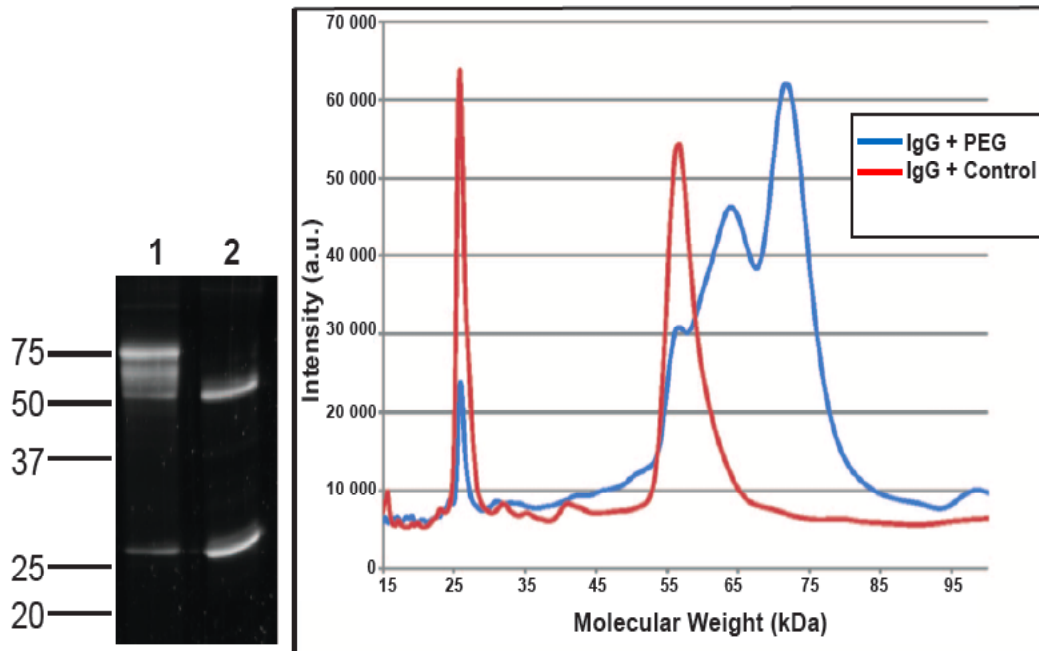 1 2
75
50
37
25
20
70 000
60 000
50 000
40 000
30 000
20 000
10 000
0
Intensity (a.u.)
15 25 35 45 55 65 75 85 95
Molecular Weight (kDa)
IgG + PEG
IgG + Control